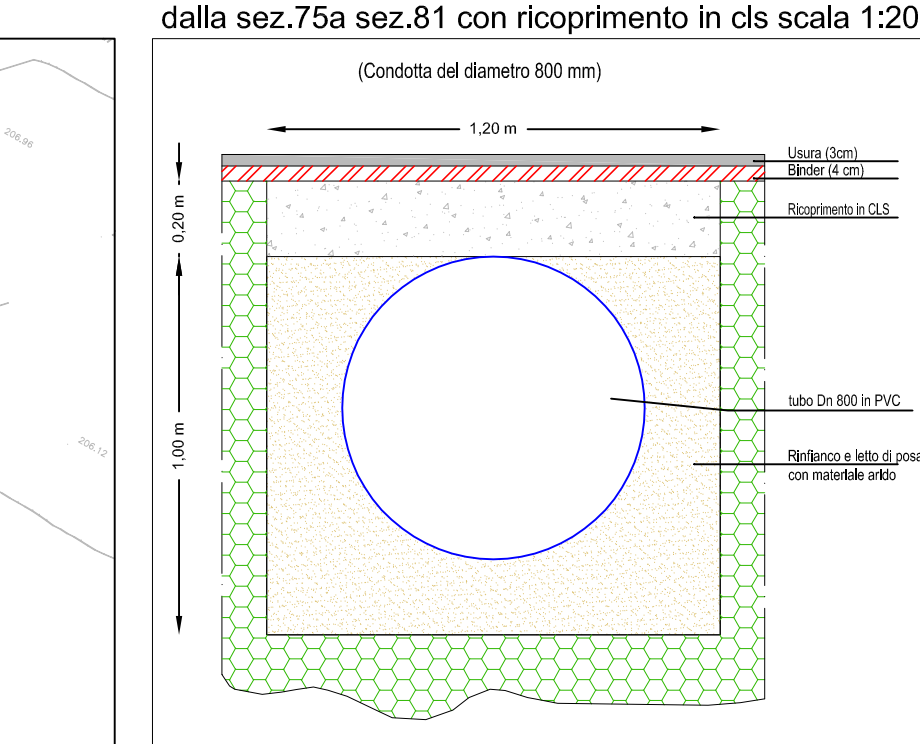 dalla sez.75a sez.81 con ricoprimento in cls scala 1:20
(Condotta del diametro 800 mm)
206.96
1,20 m
Usura (3cm)
Binder (4 cm)
0,20 m
Ricoprimento in CLS
1,00 m
tubo Dn 800 in PVC
206.12
Rinfianco e letto di posa
con materiale arido